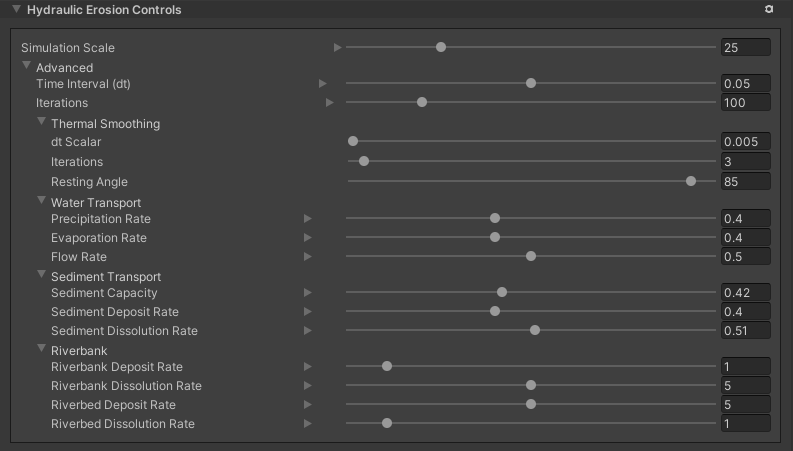 Hydraulic Erosion Controls
Simulation Scale 25
Advanced
Time Interval (dt) 0.05
Iterations 100
Thermal Smoothing
dt Scalar 0.005
Iterations 3
Resting Angle 85
Water Transport
Precipitation Rate 0.4
Evaporation Rate 0.4
Flow Rate 0.5
Sediment Transport
Sediment Capacity 0.42
Sediment Deposit Rate 0.4
Sediment Dissolution Rate 0.51
Riverbank
Riverbank Deposit Rate 1
Riverbank Dissolution Rate 5
Riverbed Deposit Rate 5
Riverbed Dissolution Rate 1